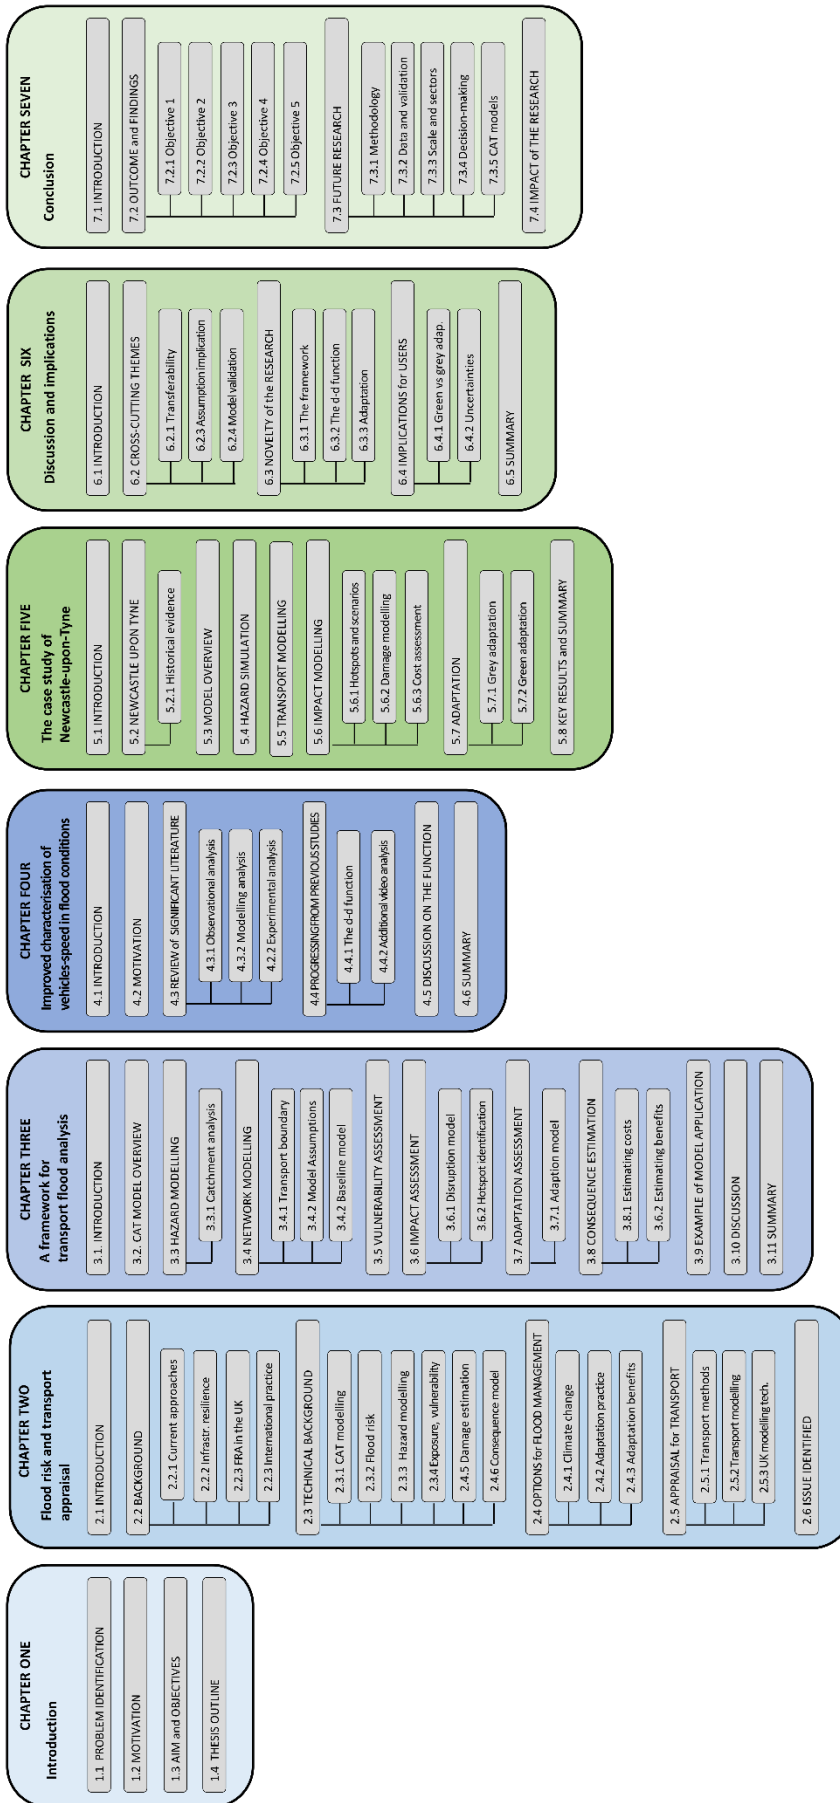 CHAPTER ONE
Introduction
1.1 PROBLEM IDENTIFICATION
1.2 MOTIVATION
1.3 AIM and OBJECTIVES
1.4 THESIS OUTLINE
CHAPTER TWO
Flood risk and transport
appraisal
2.1 INTRODUCTION
2.2 BACKGROUND
2.2.1 Current approaches
2.2.2 Infrastr. resilience
2.2.3 FRA in the UK
2.2.3 International practice
2.3 TECHNICAL BACKGROUND
2.3.1 CAT modelling
2.3.2 Flood risk
2.3.3 Hazard modelling
2.3.4 Exposure, vulnerability
2.4.5 Damage estimation
2.4.6 Consequence model
2.4 OPTIONS for FLOOD MANAGEMENT
2.4.1 Climate change
2.4.2 Adaptation practice
2.4.3 Adaptation benefits
2.5 APPRAISAL for TRANSPORT
2.5.1 Transport methods
2.5.2 Transport modelling
2.5.3 UK modelling tech.
2.6 ISSUE IDENTIFIED
CHAPTER THREE
A framework for
transport flood analysis
3.1. INTRODUCTION
3.2. CAT MODEL OVERVIEW
3.3 HAZARD MODELLING
3.3.1 Catchment analysis
3.4 NETWORK MODELLING
3.4.1 Transport boundary
3.4.2 Model Assumptions
3.4.2 Baseline model
3.5 VULNERABILITY ASSESSMENT
3.6 IMPACT ASSESSMENT
3.6.1 Disruption model
3.6.2 Hotspot identification
3.7 ADAPTATION ASSESSMENT
3.7.1 Adaption model
3.8 CONSEQUENCE ESTIMATION
3.8.1 Estimating costs
3.6.2 Estimating benefits
3.9 EXAMPLE of MODEL APPLICATION
3.10 DISCUSSION
3.11 SUMMARY
CHAPTER FOUR
Improved characterisation of
vehicles-speed in flood conditions
4.1 INTRODUCTION
4.2 MOTIVATION
4.3 REVIEW of SIGNIFICANT LITERATURE
4.3.1 Observational analysis
4.3.2 Modelling analysis
4.2.2 Experimental analysis
4.4 PROGRESSING FROM PREVIOUS STUDIES
4.4.1 The d-d function
4.4.2 Additional video analysis
4.5 DISCUSSION ON THE FUNCTION
4.6 SUMMARY
CHAPTER FIVE
The case study of
Newcastle-upon-Tyne
5.1 INTRODUCTION
5.2 NEWCASTLE UPON TYNE
5.2.1 Historical evidence
5.3 MODEL OVERVIEW
5.4 HAZARD SIMULATION
5.5 TRANSPORT MODELLING
5.6 IMPACT MODELLING
5.6.1 Hotspots and scenarios
5.6.2 Damage modelling
5.6.3 Cost assessment
5.7 ADAPTATION
5.7.1 Grey adaptation
5.7.2 Green adaptation
5.8 KEY RESULTS and SUMMARY
CHAPTER SIX
Discussion and implications
6.1 INTRODUCTION
6.2 CROSS-CUTTING THEMES
6.2.1 Transferability
6.2.3 Assumption implication
6.2.4 Model validation
6.3 NOVELTY of the RESEARCH
6.3.1 The framework
6.3.2 The d-d function
6.3.3 Adaptation
6.4 IMPLICATIONS for USERS
6.4.1 Green vs grey adap.
6.4.2 Uncertainties
6.5 SUMMARY
CHAPTER SEVEN
Conclusion
7.1 INTRODUCTION
7.2 OUTCOME and FINDINGS
7.2.1 Objective 1
7.2.2 Objective 2
7.2.3 Objective 3
7.2.4 Objective 4
7.2.5 Objective 5
7.3 FUTURE RESEARCH
7.3.1 Methodology
7.3.2 Data and validation
7.3.3 Scale and sectors
7.3.4 Decision-making
7.3.5 CAT models
7.4 IMPACT of THE RESEARCH